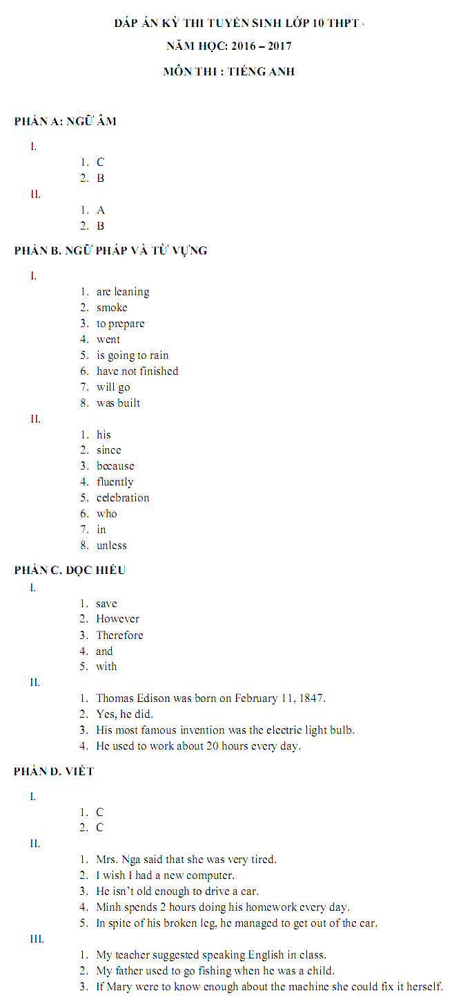 ĐÁP ÁN KỲ THI TUYỂN SINH LỚP 10 THPT
NĂM HỌC: 2016 – 2017
MÔN THI : TIẾNG ANH
PHẦN A: NGỮ ÂM
I.
1. C
2. B
II.
1. A
2. B
PHẦN B. NGỮ PHÁP VÀ TỪ VỰNG
I.
1. are leaning
2. smoke
3. to prepare
4. went
5. is going to rain
6. have not finished
7. will go
8. was built
II.
1. his
2. since
3. because
4. fluently
5. celebration
6. who
7. in
8. unless
PHẦN C. ĐỌC HIỂU
I.
1. save
2. However
3. Therefore
4. and
5. with
II.
1. Thomas Edison was born on February 11, 1847.
2. Yes, he did.
3. His most famous invention was the electric light bulb.
4. He used to work about 20 hours every day.
PHẦN D. VIẾT
I.
1. C
2. C
II.
1. Mrs. Nga said that she was very tired.
2. I wish I had a new computer.
3. He isn't old enough to drive a car.
4. Minh spends 2 hours doing his homework every day.
5. In spite of his broken leg, he managed to get out of the car.
III.
1. My teacher suggested speaking English in class.
2. My father used to go fishing when he was a child.
3. If Mary were to know enough about the machine she could fix it herself.